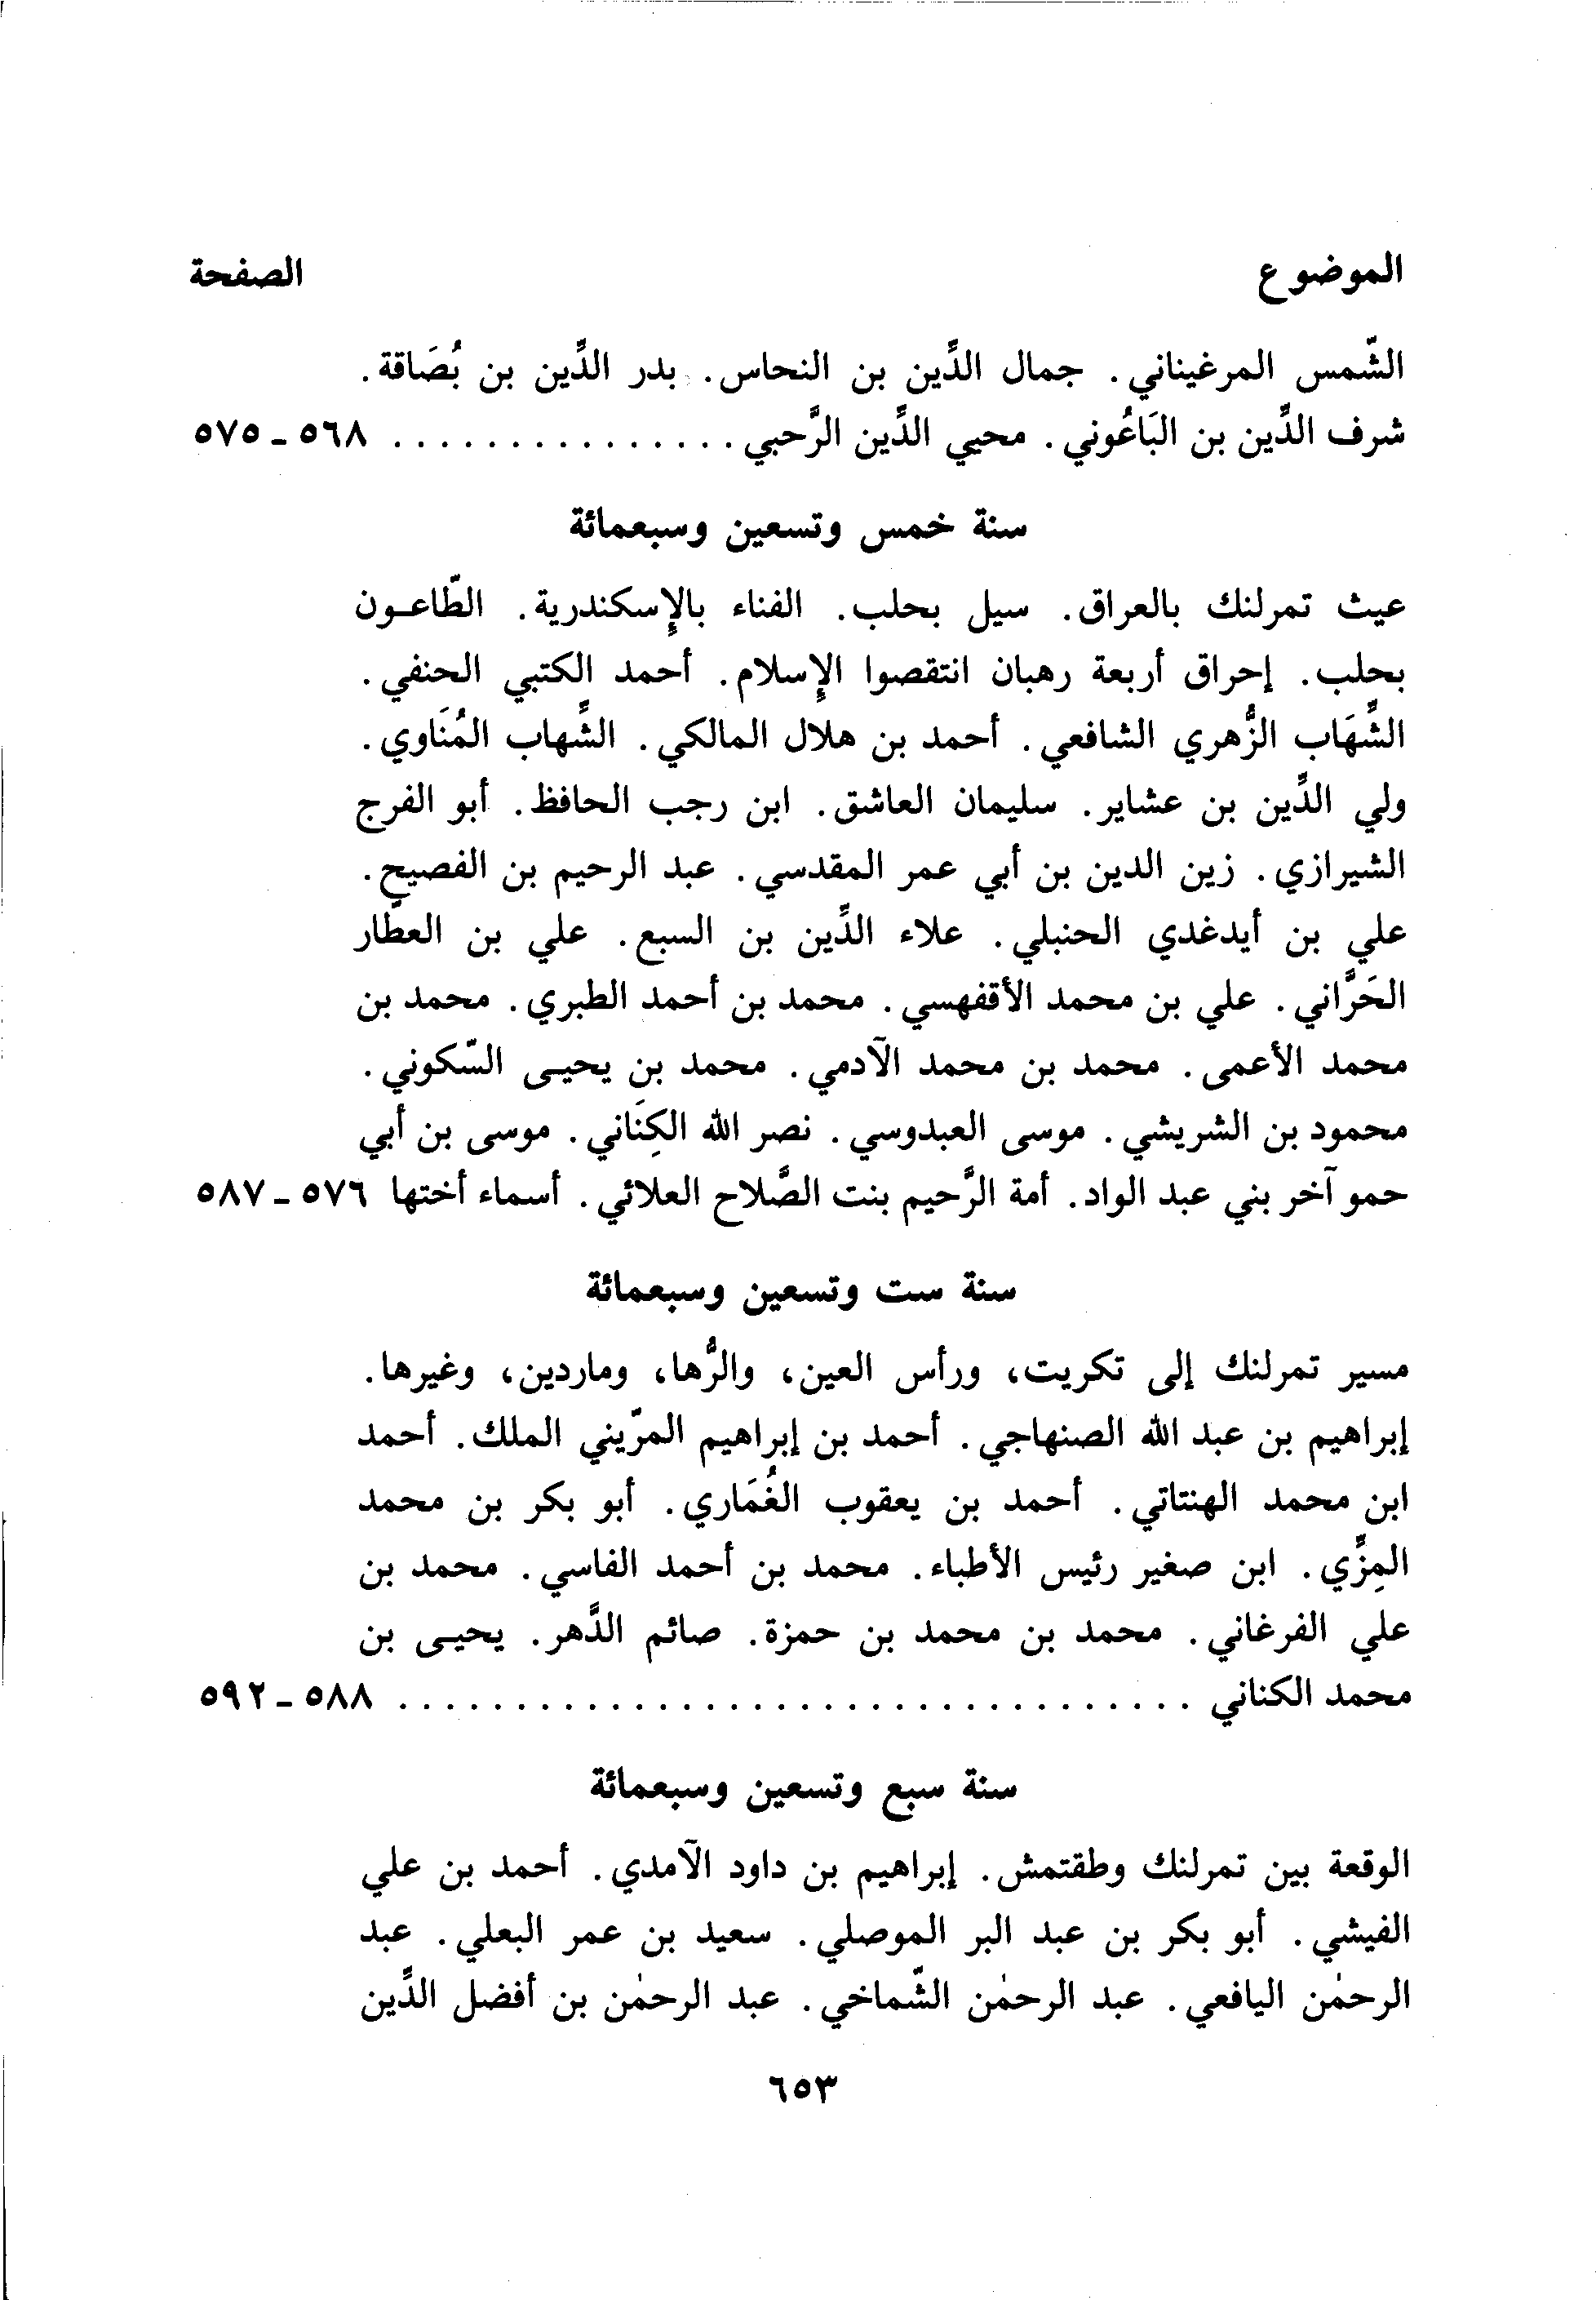 الموضوع الصفحة
الشّمس المرغيناني. جمال الدِّين بن النحاس. بدر الدِّين بن بُصَاقة.
شرف الدِّين بن البَاعُوني. محيي الدِّين الرَّحبي . . . . . . . . . . . . . . . ٥٦٨ - ٥٧٥
سنة خمس وتسعين وسبعمائة
عيث تمرلنك بالعراق. سيل بحلب. الفناء بالإسكندرية. الطّاعون
بحلب. إحراق أربعة رهبان انتقصوا الإسلام. أحمد الكتبي الحنفي.
الشِّهَاب الزُّهري الشافعي. أحمد بن هلال المالكي. الشِّهاب المُنَاوي.
ولي الدِّين بن عشاير. سليمان العاشق. ابن رجب الحافظ. أبو الفرج
الشيرازي. زين الدين بن أبي عمر المقدسي. عبد الرحيم بن الفصيح.
علي بن أيدغدي الحنبلي. علاء الدِّين بن السبع. علي بن العطّار
الحَرَّاني. علي بن محمد الأقفهسي. محمد بن أحمد الطبري. محمد بن
محمد الأعمى. محمد بن محمد الآدمي. محمد بن يحيى السّكوني.
محمود بن الشريشي. موسى العبدوسي. نصر الله الكِنَاني. موسى بن أبي
حمو آخر بني عبد الواد. أمة الرَّحيم بنت الصَّلاح العلائي. أسماء أختها ٥٧٦ - ٥٨٧
سنة ست وتسعين وسبعمائة
مسير تمرلنك إلى تكريت، ورأس العين، والرُّها، وماردين، وغيرها.
إبراهيم بن عبد الله الصنهاجي. أحمد بن إبراهيم المرّيني الملك. أحمد
ابن محمد الهنتاتي. أحمد بن يعقوب الغُمَاري. أبو بكر بن محمد
المِزِّي. ابن صغير رئيس الأطباء. محمد بن أحمد الفاسي. محمد بن
علي الفرغاني. محمد بن محمد بن حمزة. صائم الدَّهر. يحيى بن
محمد الكناني . . . . . . . . . . . . . . . . . . . . . . . . . . . . . . . . . . ٥٨٨ - ٥٩٢
سنة سبع وتسعين وسبعمائة
الوقعة بين تمرلنك وطقتمش. إبراهيم بن داود الآمدي. أحمد بن علي
الفيشي. أبو بكر بن عبد البر الموصلي. سعيد بن عمر البعلي. عبد
الرحمٰن اليافعي. عبد الرحمٰن الشّماخي. عبد الرحمٰن بن أفضل الدِّين
٦٥٣